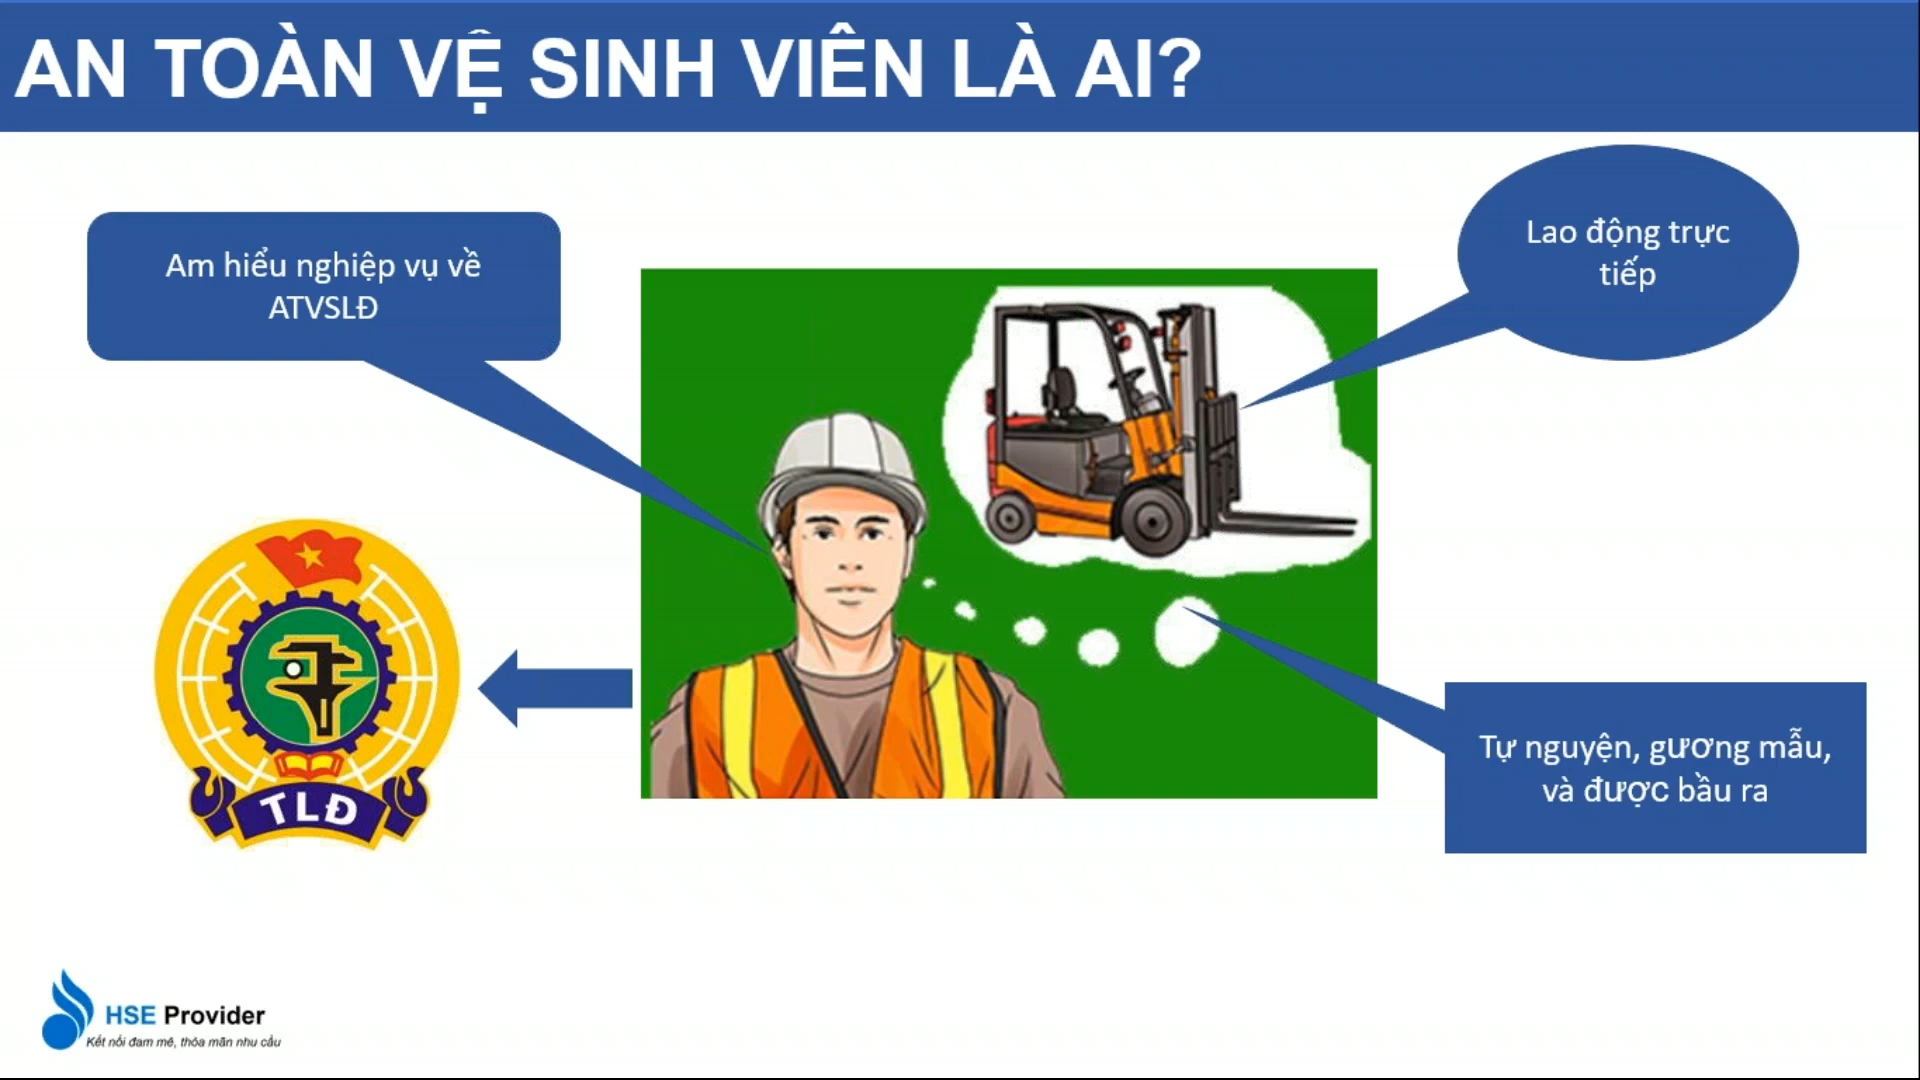 AN TOÀN VỆ SINH VIÊN LÀ AI?
Am hiểu nghiệp vụ về
ATVSLĐ
Lao động trực
tiếp
Tự nguyện, gương mẫu,
và được bầu ra
TLĐ
HSE Provider
Kết nối đam mê, thỏa mãn nhu cầu